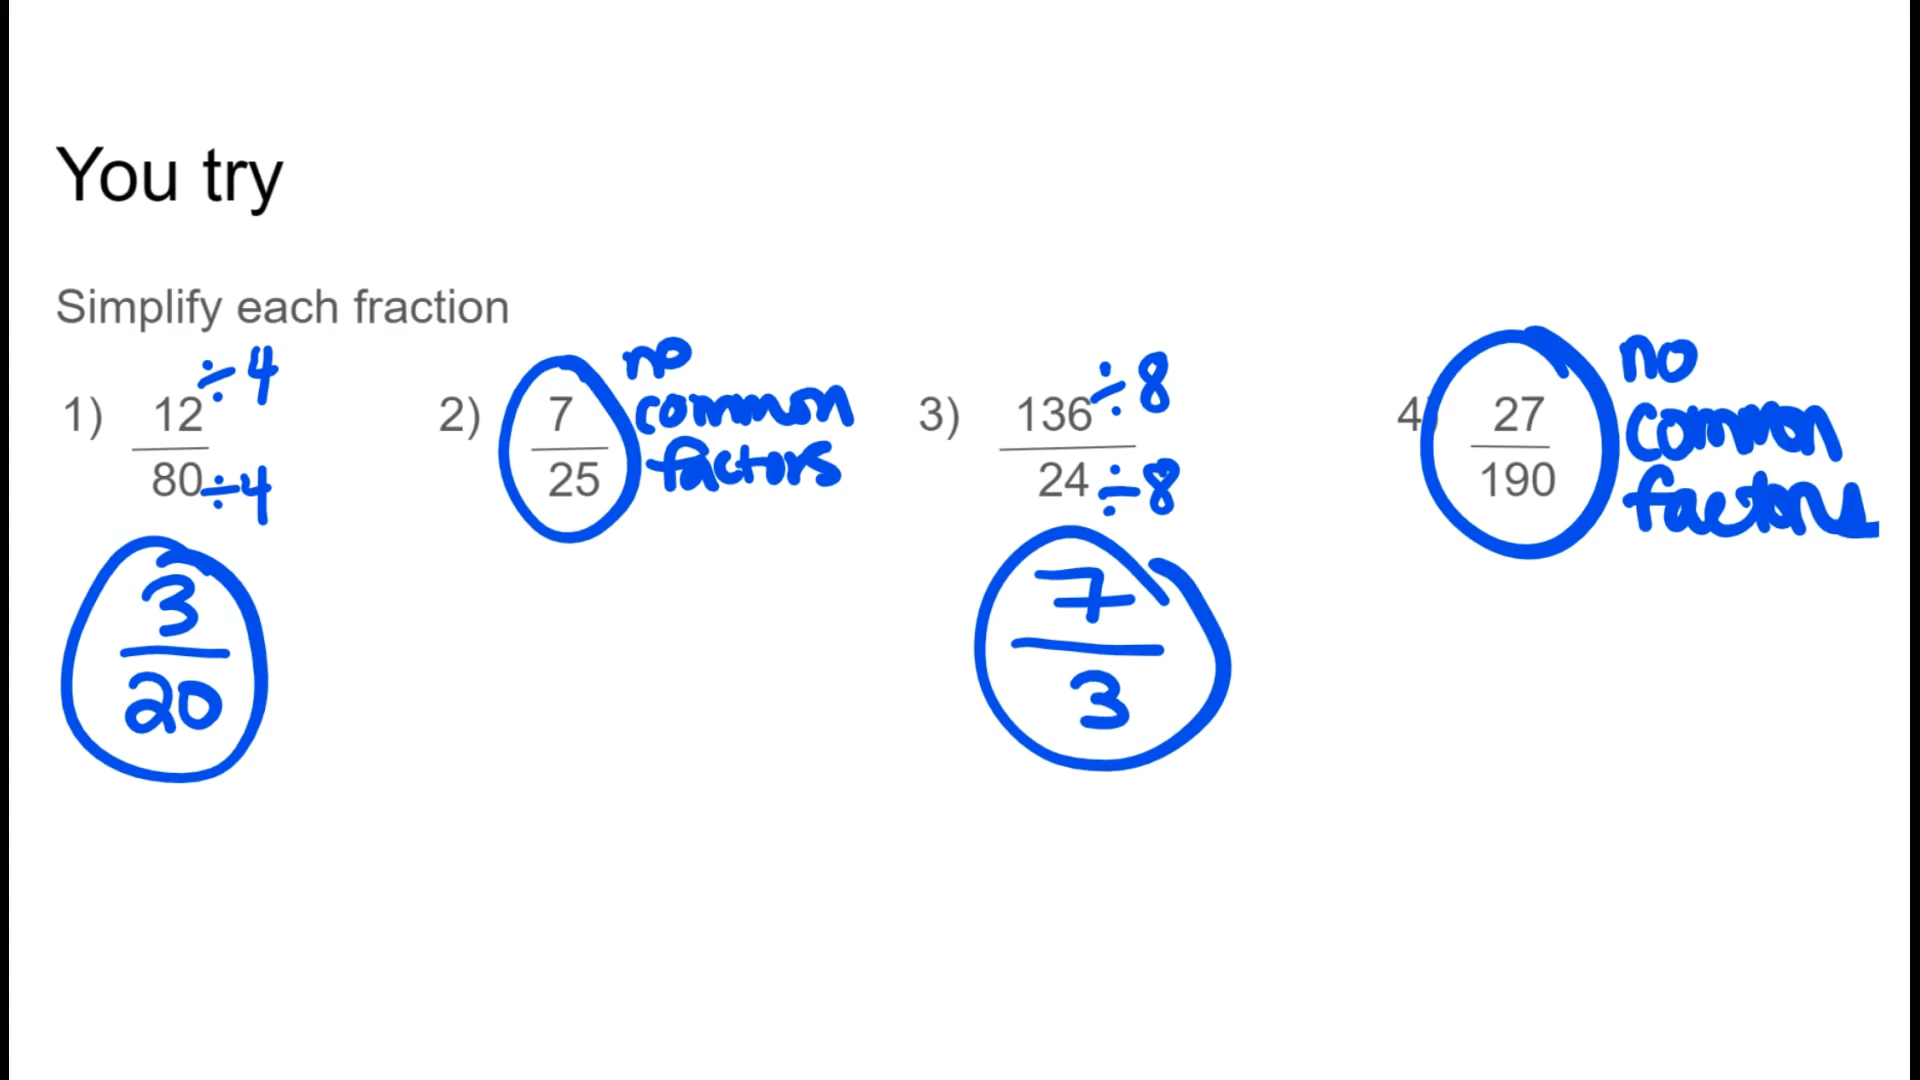 You try
Simplify each fraction
1) 12/80 ÷4 ÷4
3/20
2) 7/25
no
common
factors
3) 136/24 ÷8 ÷8
7/3
4) 27/190
no
common
factors